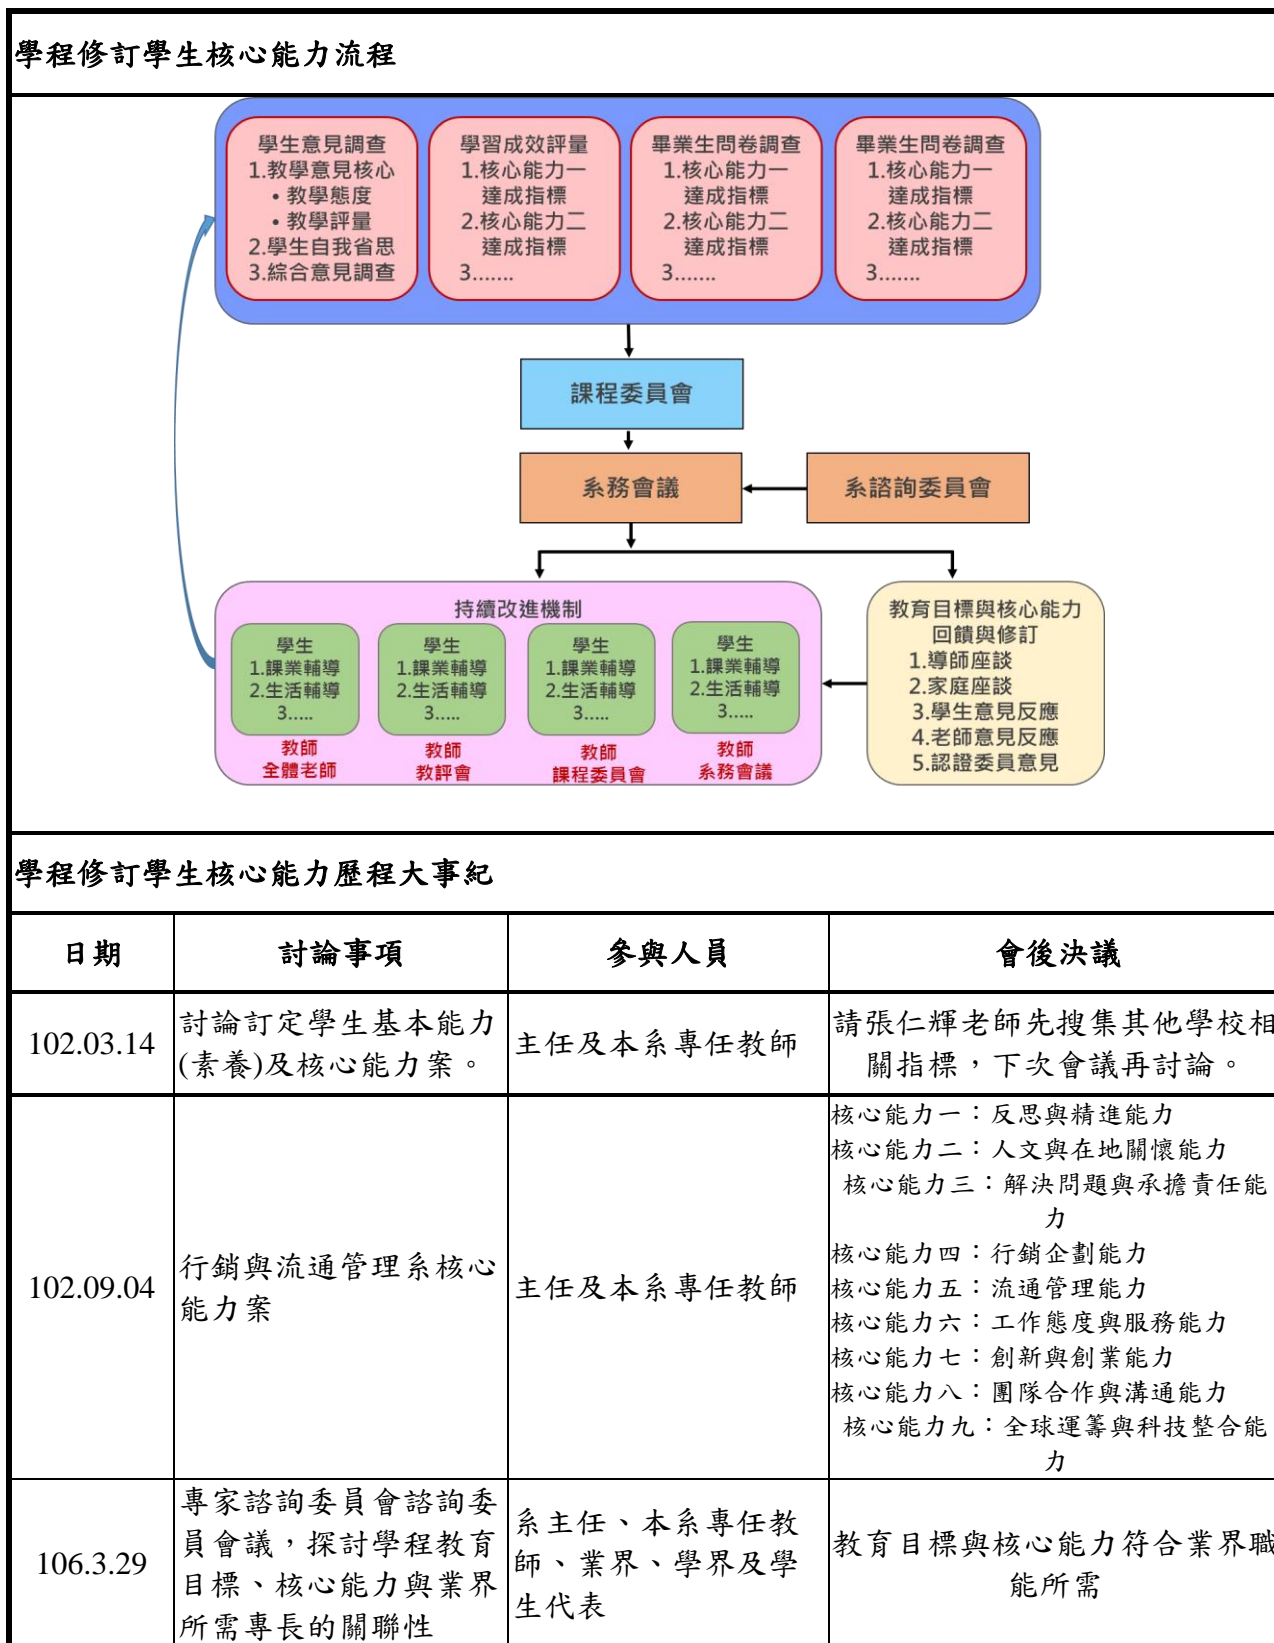 學程修訂學生核心能力流程
學生意見調查
1.教學意見核心
• 教學態度
• 教學評量
2.學生自我省思
3.綜合意見調查
學習成效評量
1.核心能力一
達成指標
2.核心能力二
達成指標
3.......
畢業生問卷調查
1.核心能力一
達成指標
2.核心能力二
達成指標
3.......
畢業生問卷調查
1.核心能力一
達成指標
2.核心能力二
達成指標
3.......
課程委員會
系務會議
系諮詢委員會
持續改進機制
學生
1.課業輔導
2.生活輔導
3.....
教師
全體老師
學生
1.課業輔導
2.生活輔導
3.....
教師
教評會
學生
1.課業輔導
2.生活輔導
3.....
教師
課程委員會
學生
1.課業輔導
2.生活輔導
3.....
教師
系務會議
教育目標與核心能力
回饋與修訂
1.導師座談
2.家庭座談
3.學生意見反應
4.老師意見反應
5.認證委員意見
學程修訂學生核心能力歷程大事紀
日期
討論事項
參與人員
會後決議
102.03.14
討論訂定學生基本能力
(素養)及核心能力案。
主任及本系專任教師
請張仁輝老師先搜集其他學校相
關指標，下次會議再討論。
102.09.04
行銷與流通管理系核心
能力案
主任及本系專任教師
核心能力一：反思與精進能力
核心能力二：人文與在地關懷能力
核心能力三：解決問題與承擔責任能
力
核心能力四：行銷企劃能力
核心能力五：流通管理能力
核心能力六：工作態度與服務能力
核心能力七：創新與創業能力
核心能力八：團隊合作與溝通能力
核心能力九：全球運籌與科技整合能
力
106.3.29
專家諮詢委員會諮詢委
員會議，探討學程教育
目標、核心能力與業界
所需專長的關聯性
系主任、本系專任教
師、業界、學界及學
生代表
教育目標與核心能力符合業界職
能所需